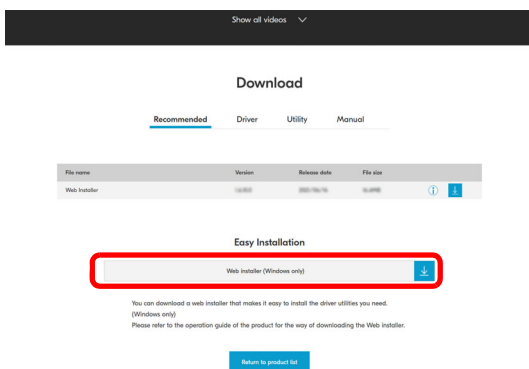 Show all videos
Download
Recommended Driver Utility Manual
File name Version Release date File size
Web Installer
Easy Installation
Web installer (Windows only)
You can download a web installer that makes it easy to install the driver utilities you need.
(Windows only)
Please refer to the operation guide of the product for the way of downloading the Web installer.
Return to product list